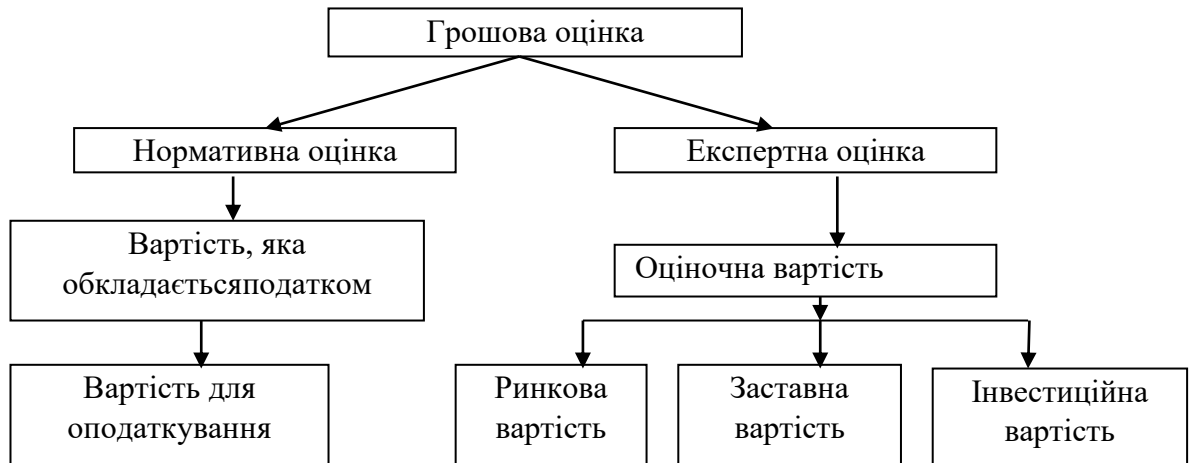 Грошова оцінка
Нормативна оцінка
Експертна оцінка
Вартість, яка
обкладаєтьсяподатком
Оціночна вартість
Вартість для
оподаткування
Ринкова
вартість
Заставна
вартість
Інвестиційна
вартість